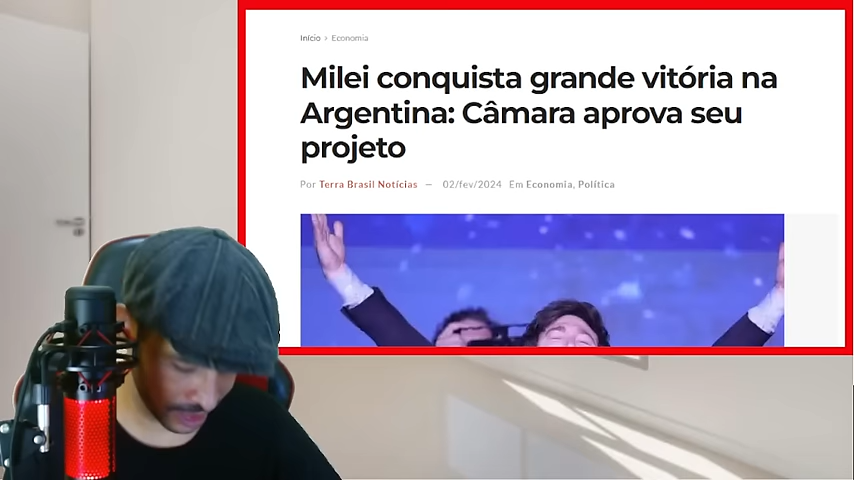 Início > Economia
Milei conquista grande vitória na
Argentina: Câmara aprova seu
projeto
Por Terra Brasil Notícias — 02/fev/2024 Em Economia, Política